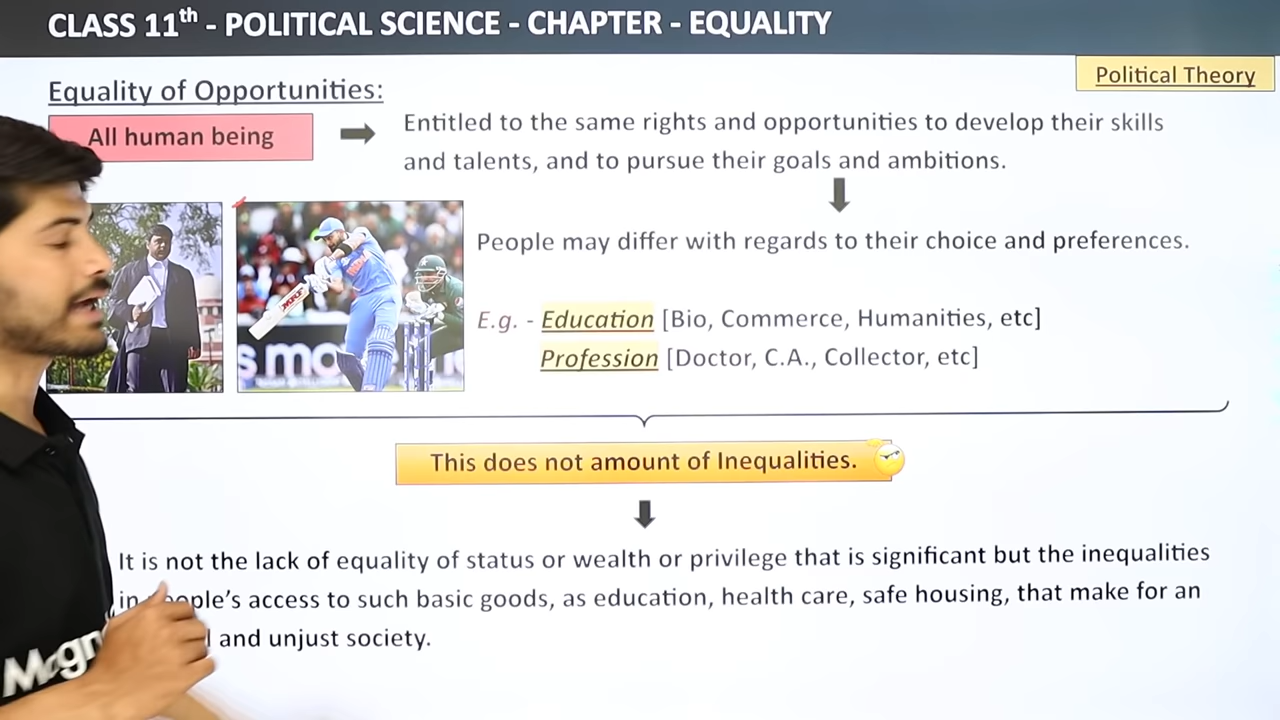 CLASS 11th - POLITICAL SCIENCE - CHAPTER - EQUALITY
Political Theory
Equality of Opportunities:
All human being
Entitled to the same rights and opportunities to develop their skills
and talents, and to pursue their goals and ambitions.
People may differ with regards to their choice and preferences.
E.g. - Education [Bio, Commerce, Humanities, etc]
Profession [Doctor, C.A., Collector, etc]
This does not amount of Inequalities.
It is not the lack of equality of status or wealth or privilege that is significant but the inequalities
in access to such basic goods, as education, health care, safe housing, that make for an
and unjust society.
MRF
INDIA
Magn